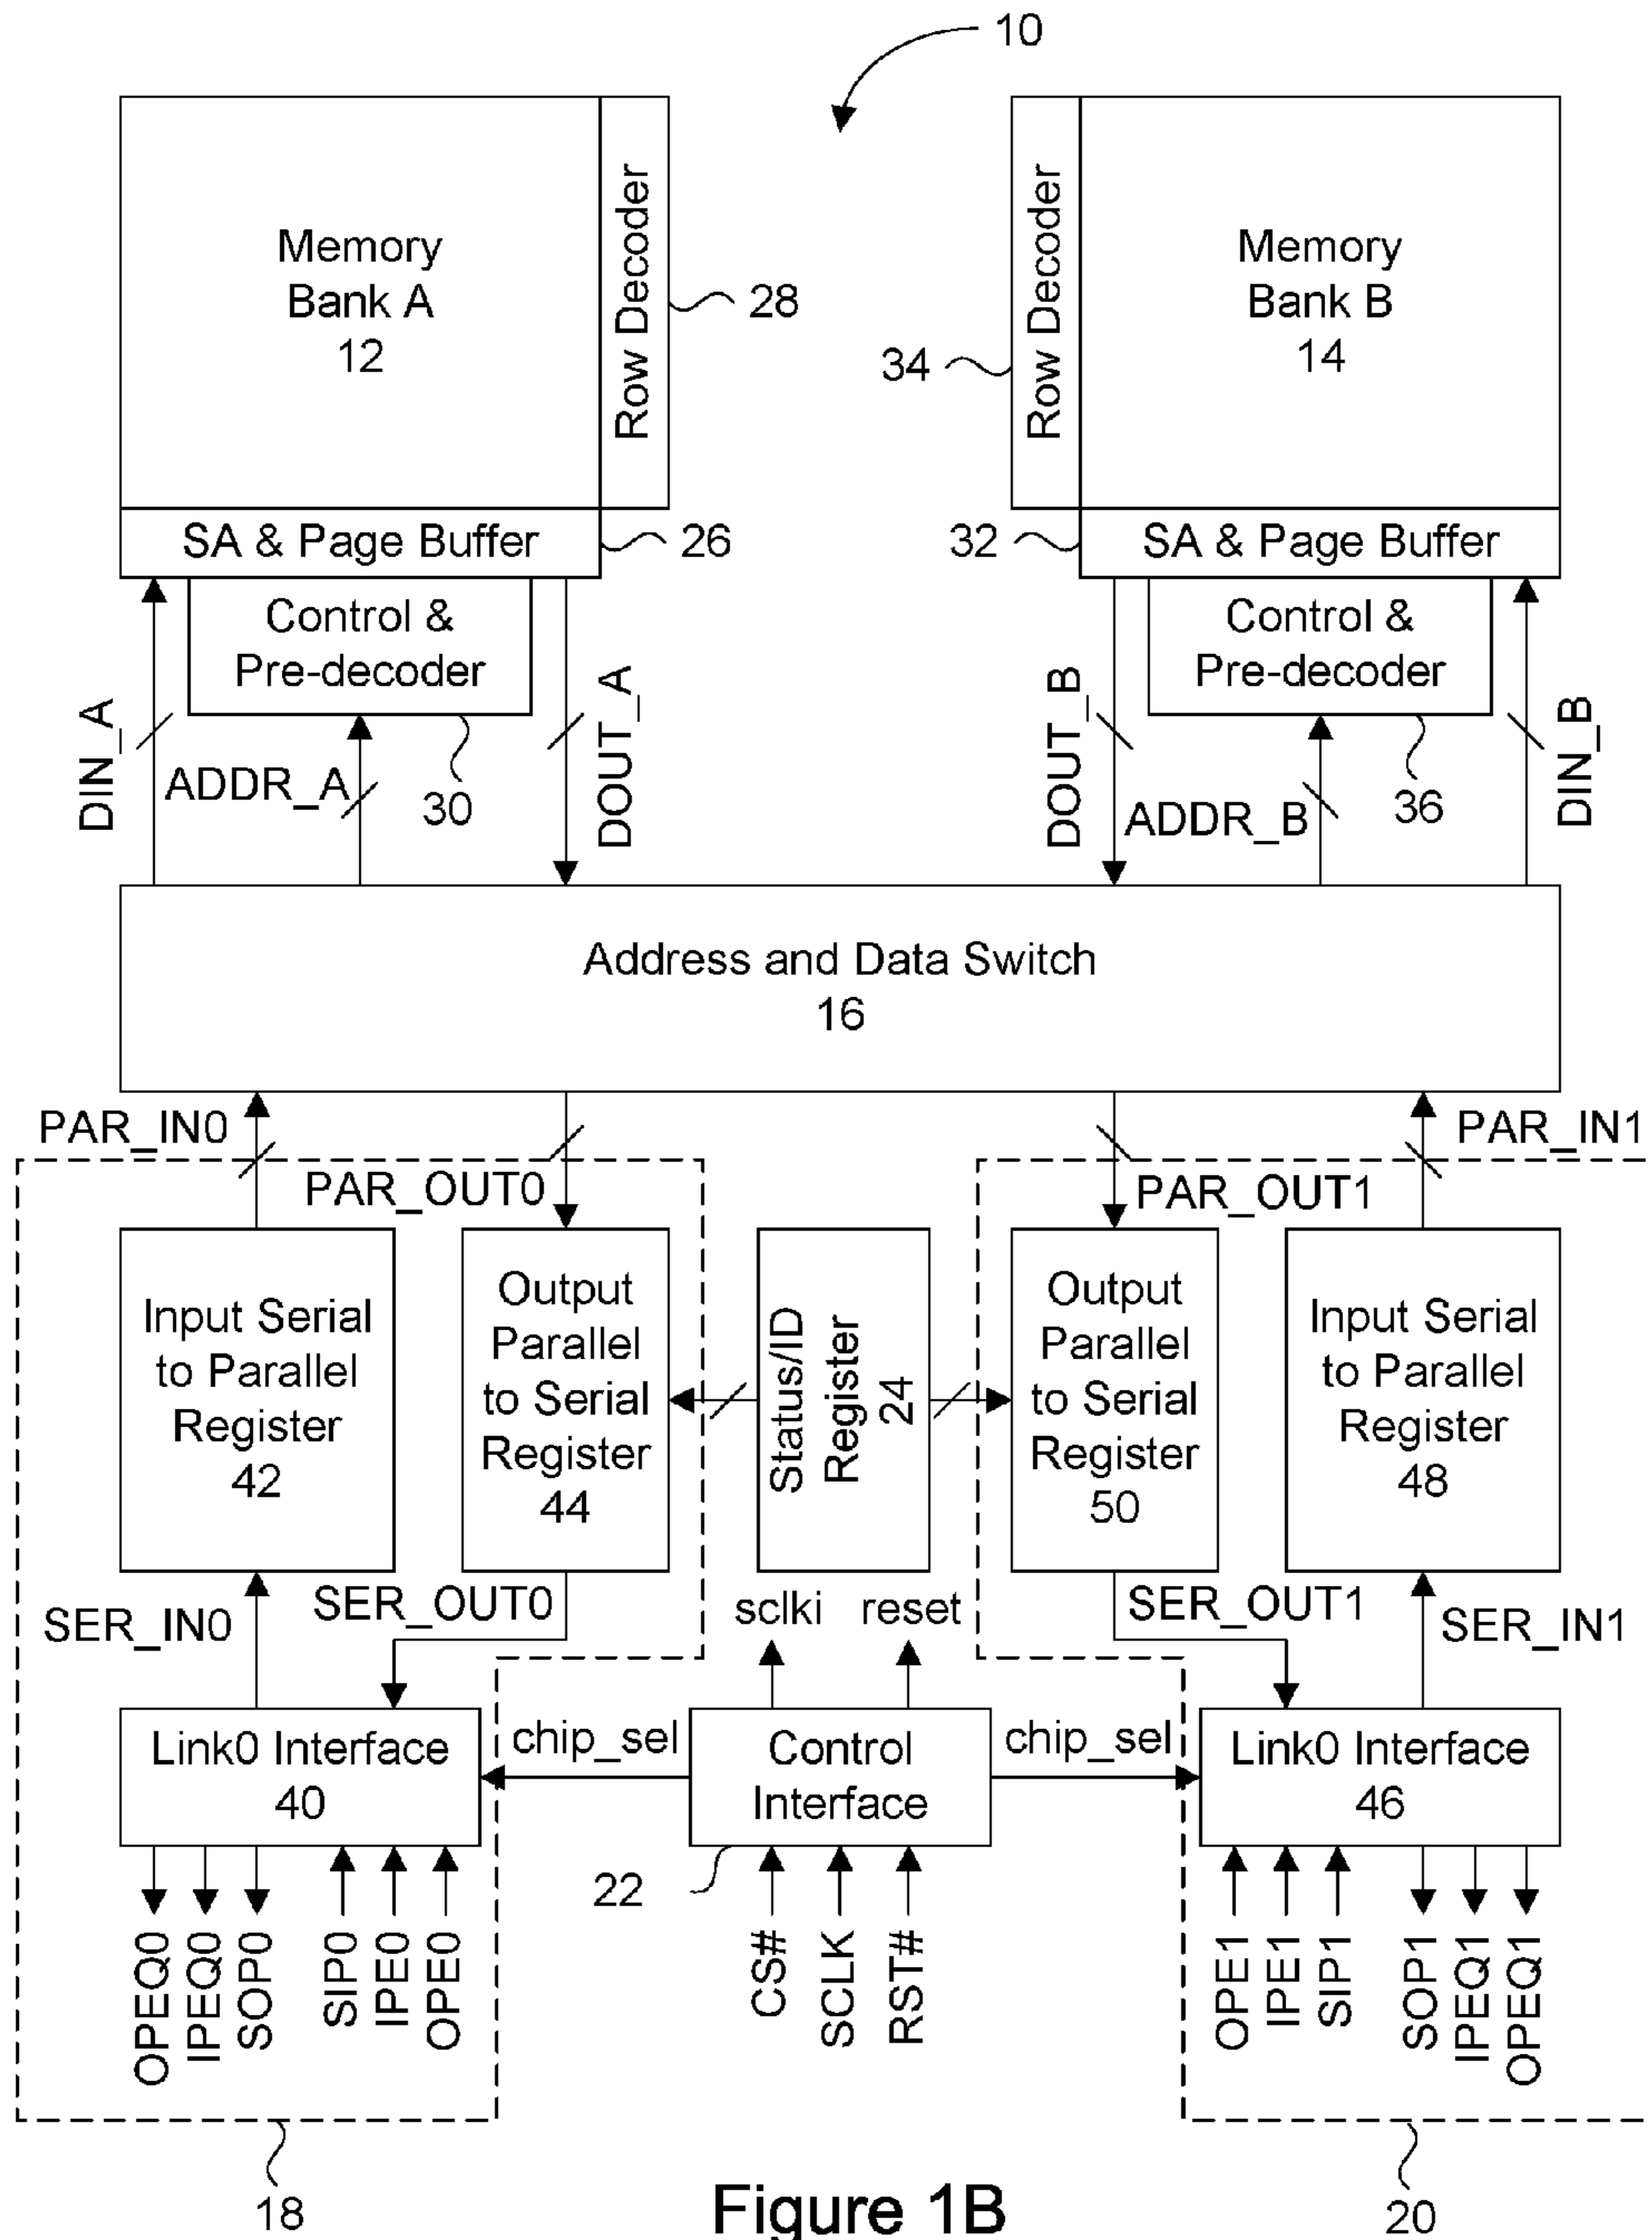 10
Memory
Bank A
12
Row Decoder
28
34
Row Decoder
Memory
Bank B
14
SA & Page Buffer
26
32
SA & Page Buffer
Control &
Pre-decoder
30
Control &
Pre-decoder
36
DIN_A
ADDR_A
DOUT_A
DOUT_B
ADDR_B
DIN_B
Address and Data Switch
16
PAR_IN0
PAR_OUT0
PAR_OUT1
PAR_IN1
Input Serial
to Parallel
Register
42
Output
Parallel
to Serial
Register
44
Status/ID
Register
24
Output
Parallel
to Serial
Register
50
Input Serial
to Parallel
Register
48
SER_IN0
SER_OUT0
sclki
reset
SER_OUT1
SER_IN1
Link0 Interface
40
chip_sel
Control
Interface
22
chip_sel
Link0 Interface
46
OPEQ0
IPEQ0
SOP0
SIP0
IPE0
OPE0
CS#
SCLK
RST#
OPE1
IPE1
SIP1
SOP1
IPEQ1
OPEQ1
18
20
Figure 1B